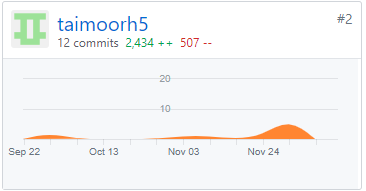 taimoorh5
#2
12 commits 2,434 ++ 507 --
20
10
Sep 22 Oct 13 Nov 03 Nov 24